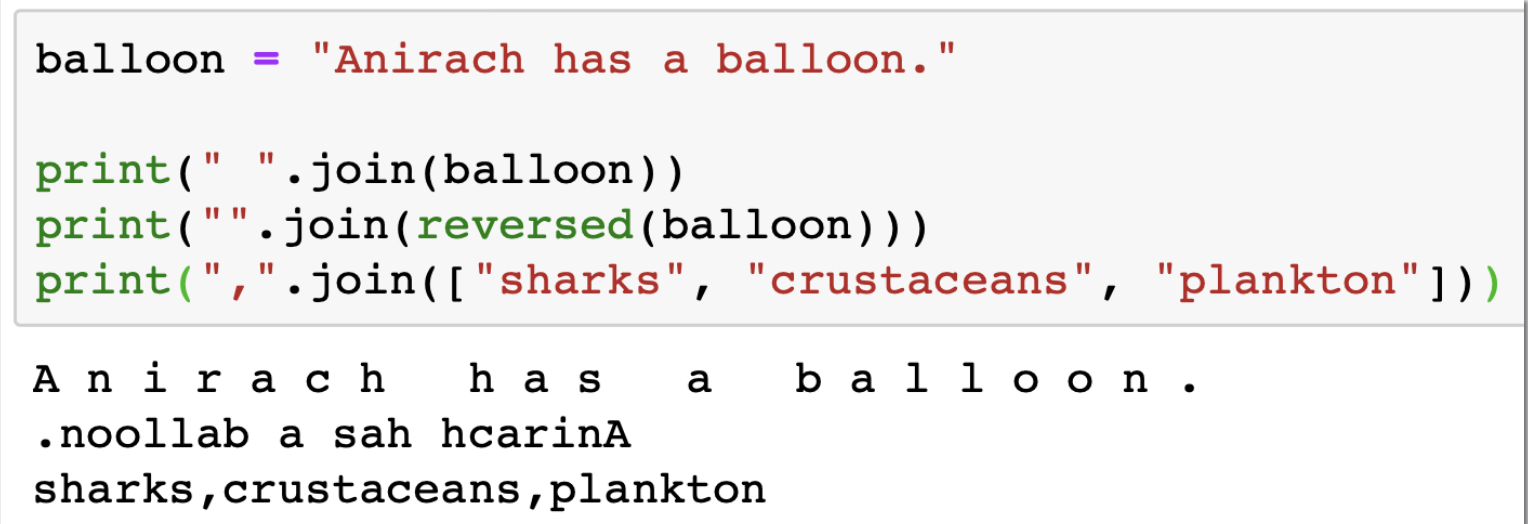 balloon = "Anirach has a balloon."
print(" ".join(balloon))
print("".join(reversed(balloon)))
print(",".join(["sharks", "crustaceans", "plankton"]))
A n i r a c h   h a s   a   b a l l o o n .
.noollab a sah hcarinA
sharks,crustaceans,plankton